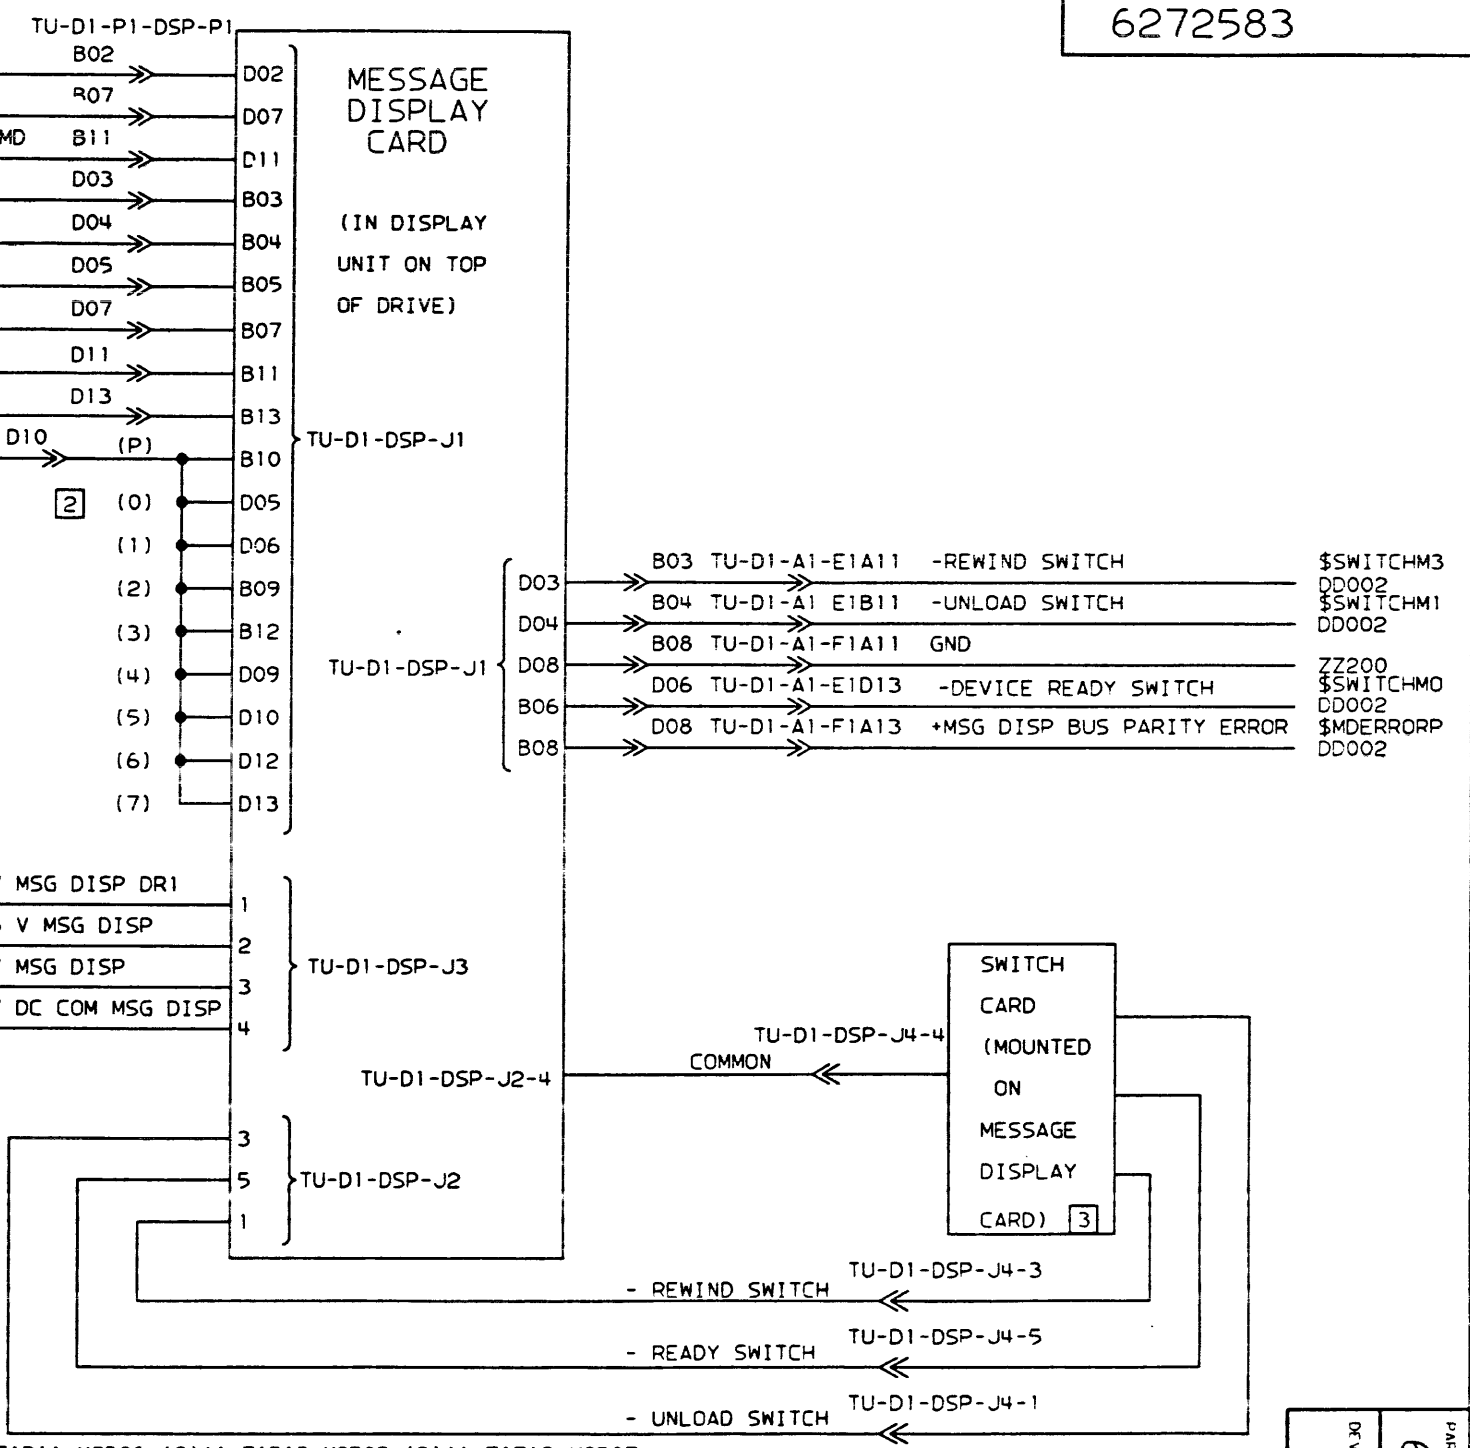 TU-D1-P1-DSP-P1
6272583
B02
D02
B07
D07
MD B11
D11
D03
B03
D04
B04
D05
B05
D07
B07
D11
B11
D13
B13
D10 (P)
B10
2 (0) D05
(1) D06
(2) B09
(3) B12
(4) D09
(5) D10
(6) D12
(7) D13
MESSAGE
DISPLAY
CARD
(IN DISPLAY
UNIT ON TOP
OF DRIVE)
TU-D1-DSP-J1
TU-D1-DSP-J1
D03 B03 TU-D1-A1-E1A11 -REWIND SWITCH $SWITCHM3
DD002
D04 B04 TU-D1-A1 E1B11 -UNLOAD SWITCH $SWITCHM1
DD002
D08 B08 TU-D1-A1-F1A11 GND
ZZ200
B06 D06 TU-D1-A1-E1D13 -DEVICE READY SWITCH $SWITCHM0
DD002
B08 D08 TU-D1-A1-F1A13 +MSG DISP BUS PARITY ERROR $MDERRORP
DD002
MSG DISP DR1
1
V MSG DISP
2
MSG DISP
3
DC COM MSG DISP
4
TU-D1-DSP-J3
TU-D1-DSP-J2-4
COMMON
TU-D1-DSP-J4-4
SWITCH
CARD
(MOUNTED
ON
MESSAGE
DISPLAY
CARD) 3
3
5
1
TU-D1-DSP-J2
TU-D1-DSP-J4-3
- REWIND SWITCH
TU-D1-DSP-J4-5
- READY SWITCH
TU-D1-DSP-J4-1
- UNLOAD SWITCH